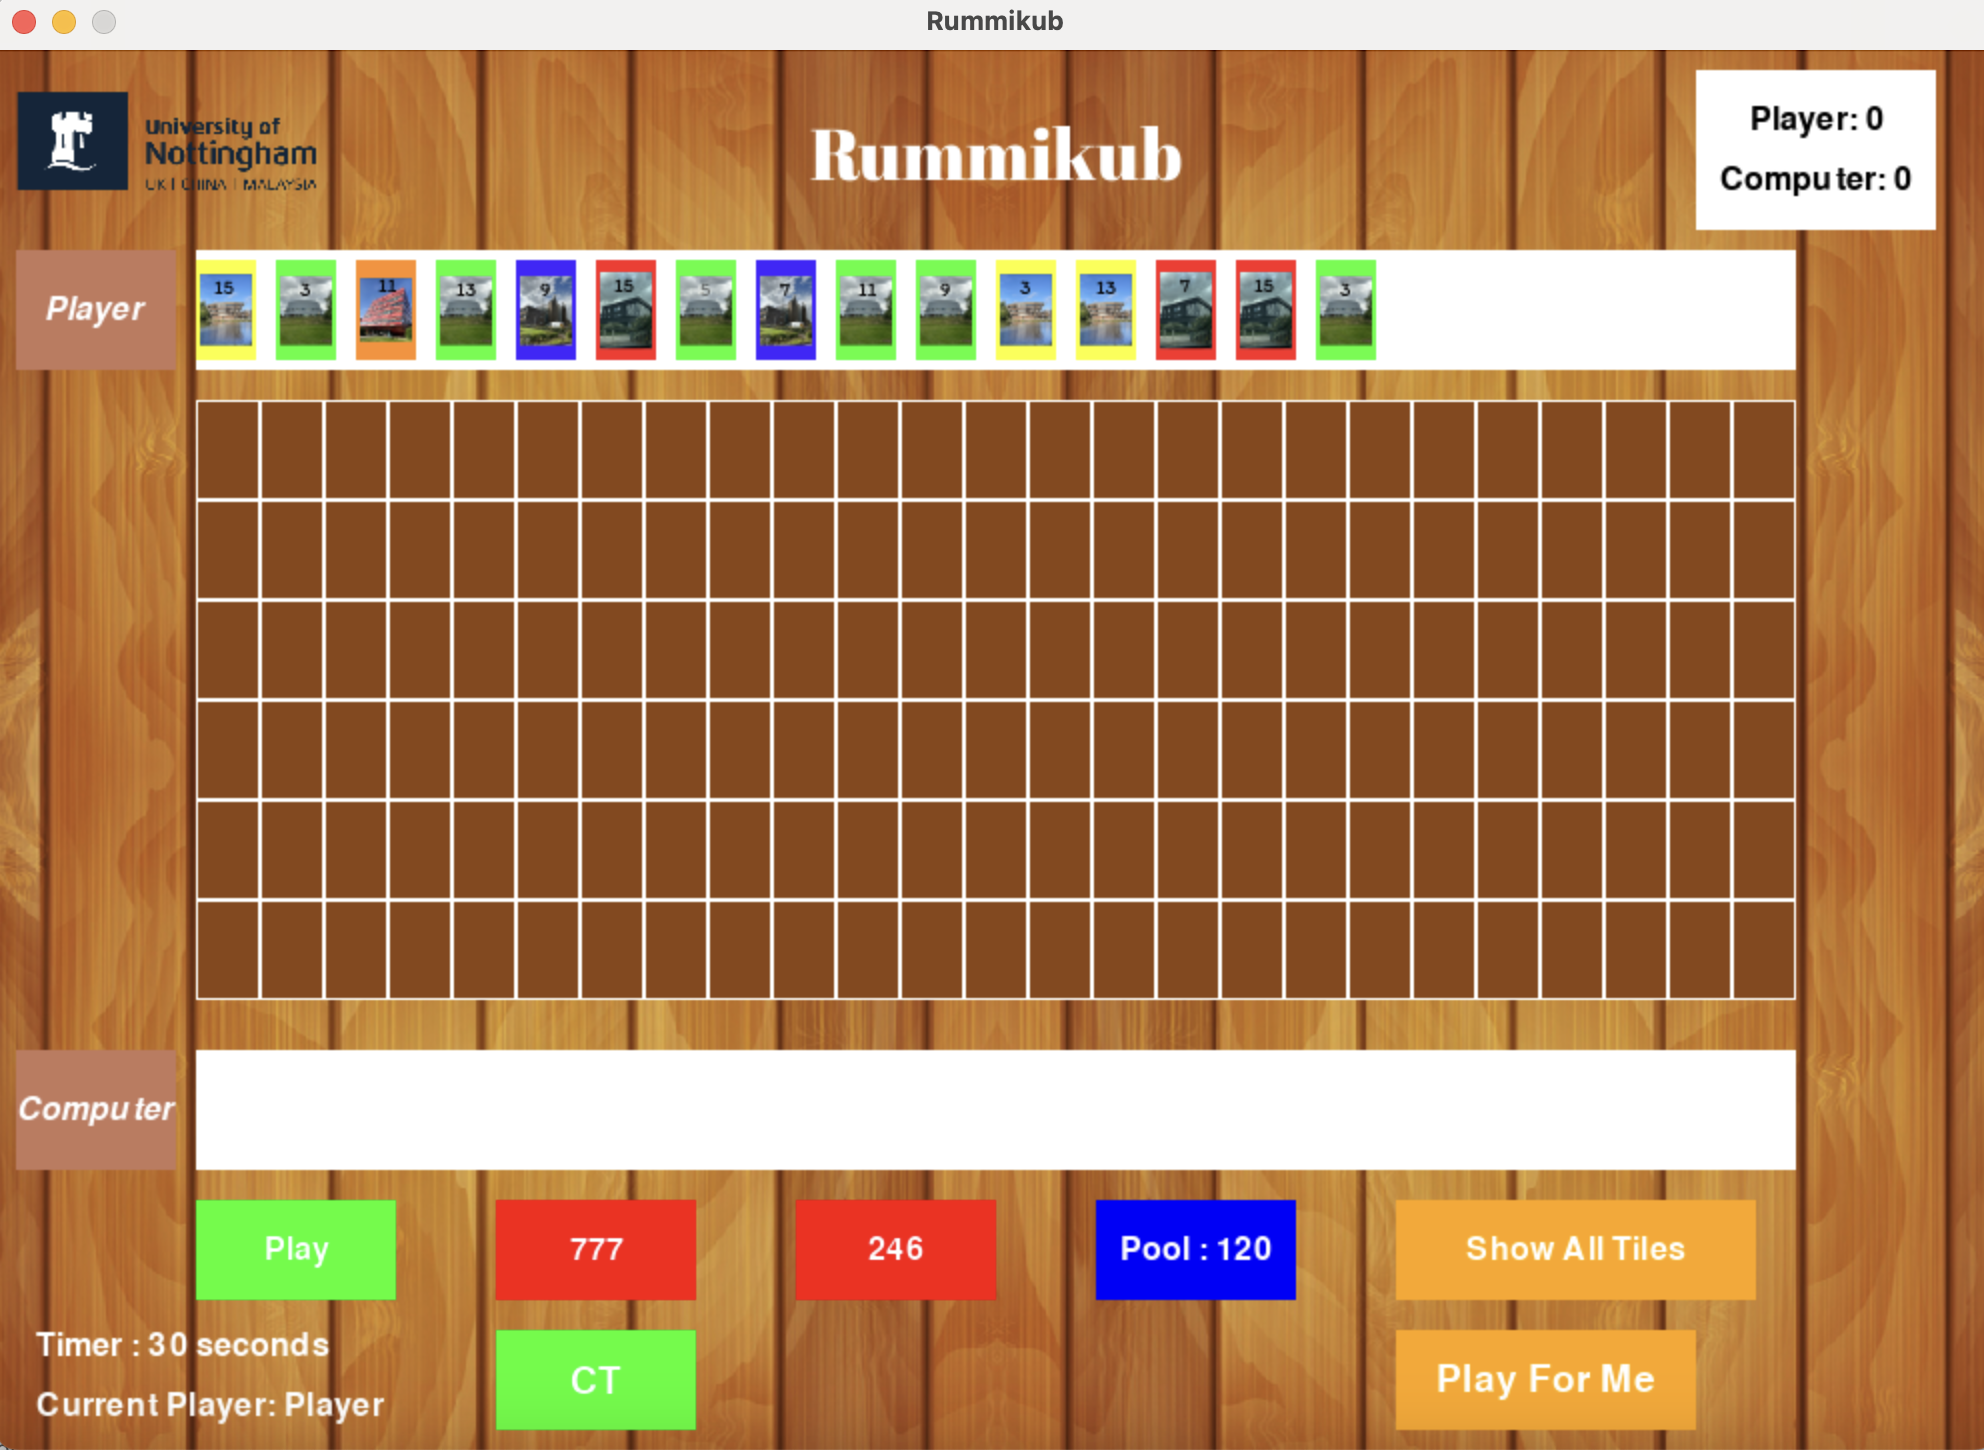 Rummikub
University of
Nottingham
UK | CHINA | MALAYSIA
Rummikub
Player: 0
Computer: 0
Player
15 3 11 13 9 15 5 7 11 9 3 13 7 15 3
Computer
Play
777
246
Pool : 120
Show All Tiles
Timer : 30 seconds
Current Player: Player
CT
Play For Me